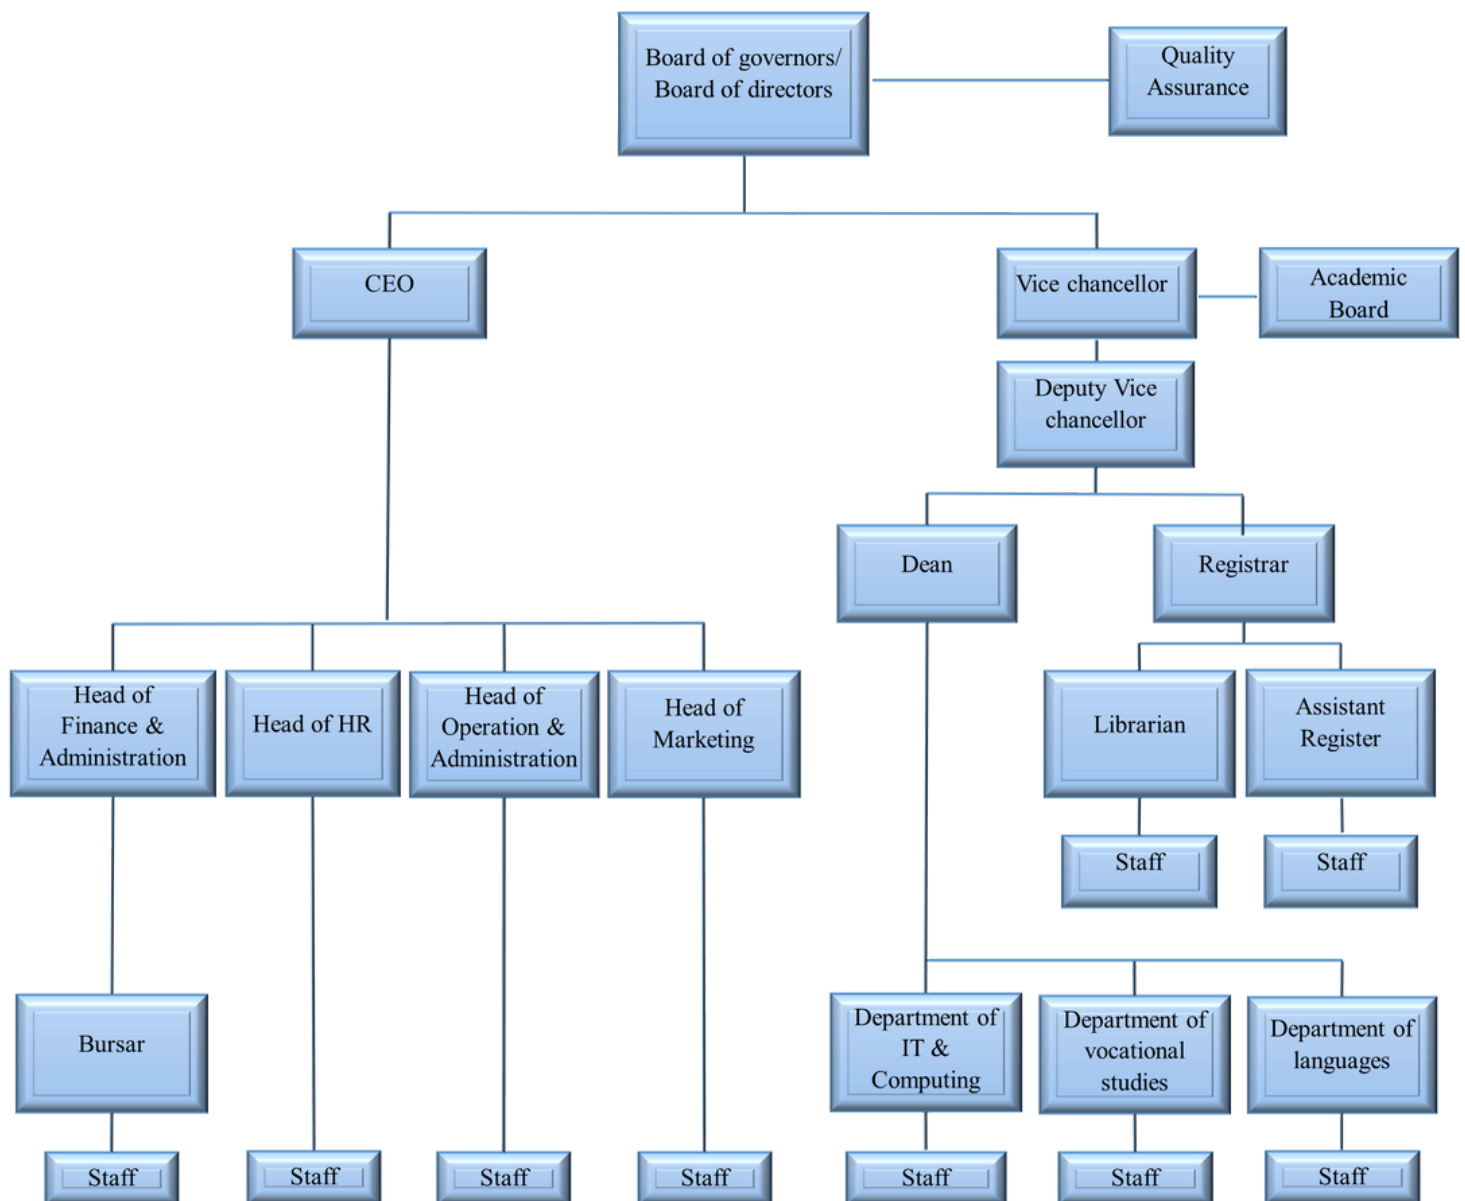 Board of governors/
Board of directors
Quality
Assurance
CEO
Vice chancellor
Academic
Board
Deputy Vice
chancellor
Dean
Registrar
Head of
Finance &
Administration
Head of HR
Head of
Operation &
Administration
Head of
Marketing
Librarian
Assistant
Register
Staff
Staff
Bursar
Department of
IT &
Computing
Department of
vocational
studies
Department of
languages
Staff
Staff
Staff
Staff
Staff
Staff
Staff